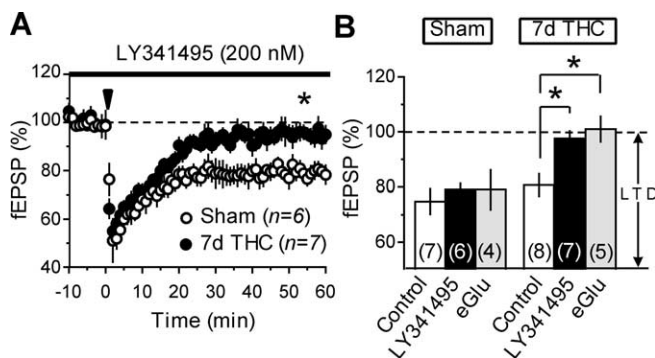 A
LY341495 (200 nM)
120
100
80
60
40
fEPSP (%)
*
Sham (n=6)
7d THC (n=7)
-10 0 10 20 30 40 50 60
Time (min)
B
Sham 7d THC
120
100
80
60
fEPSP (%)
*
*
LTD
(7) (6) (4) (8) (7) (5)
Control LY341495 eGlu Control LY341495 eGlu